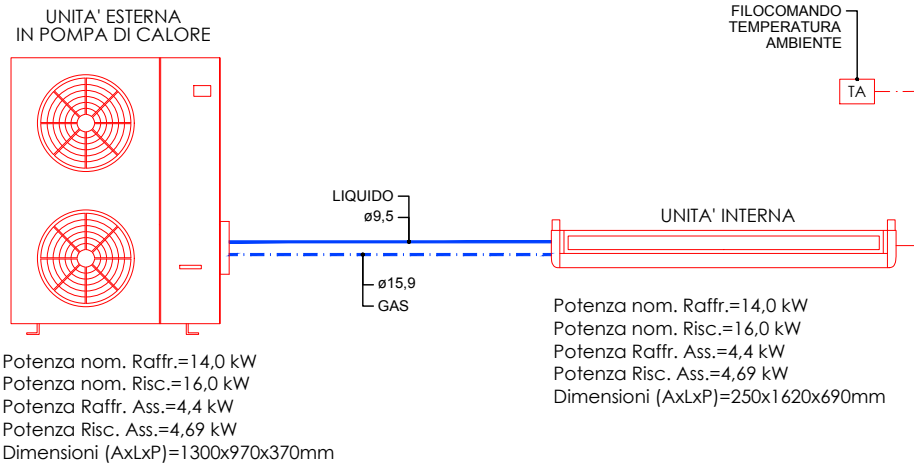 UNITA' ESTERNA
IN POMPA DI CALORE
FILOCOMANDO
TEMPERATURA
AMBIENTE
TA
LIQUIDO
ø9,5
UNITA' INTERNA
ø15,9
GAS
Potenza nom. Raffr.=14,0 kW
Potenza nom. Risc.=16,0 kW
Potenza Raffr. Ass.=4,4 kW
Potenza Risc. Ass.=4,69 kW
Dimensioni (AxLxP)=250x1620x690mm
Potenza nom. Raffr.=14,0 kW
Potenza nom. Risc.=16,0 kW
Potenza Raffr. Ass.=4,4 kW
Potenza Risc. Ass.=4,69 kW
Dimensioni (AxLxP)=1300x970x370mm